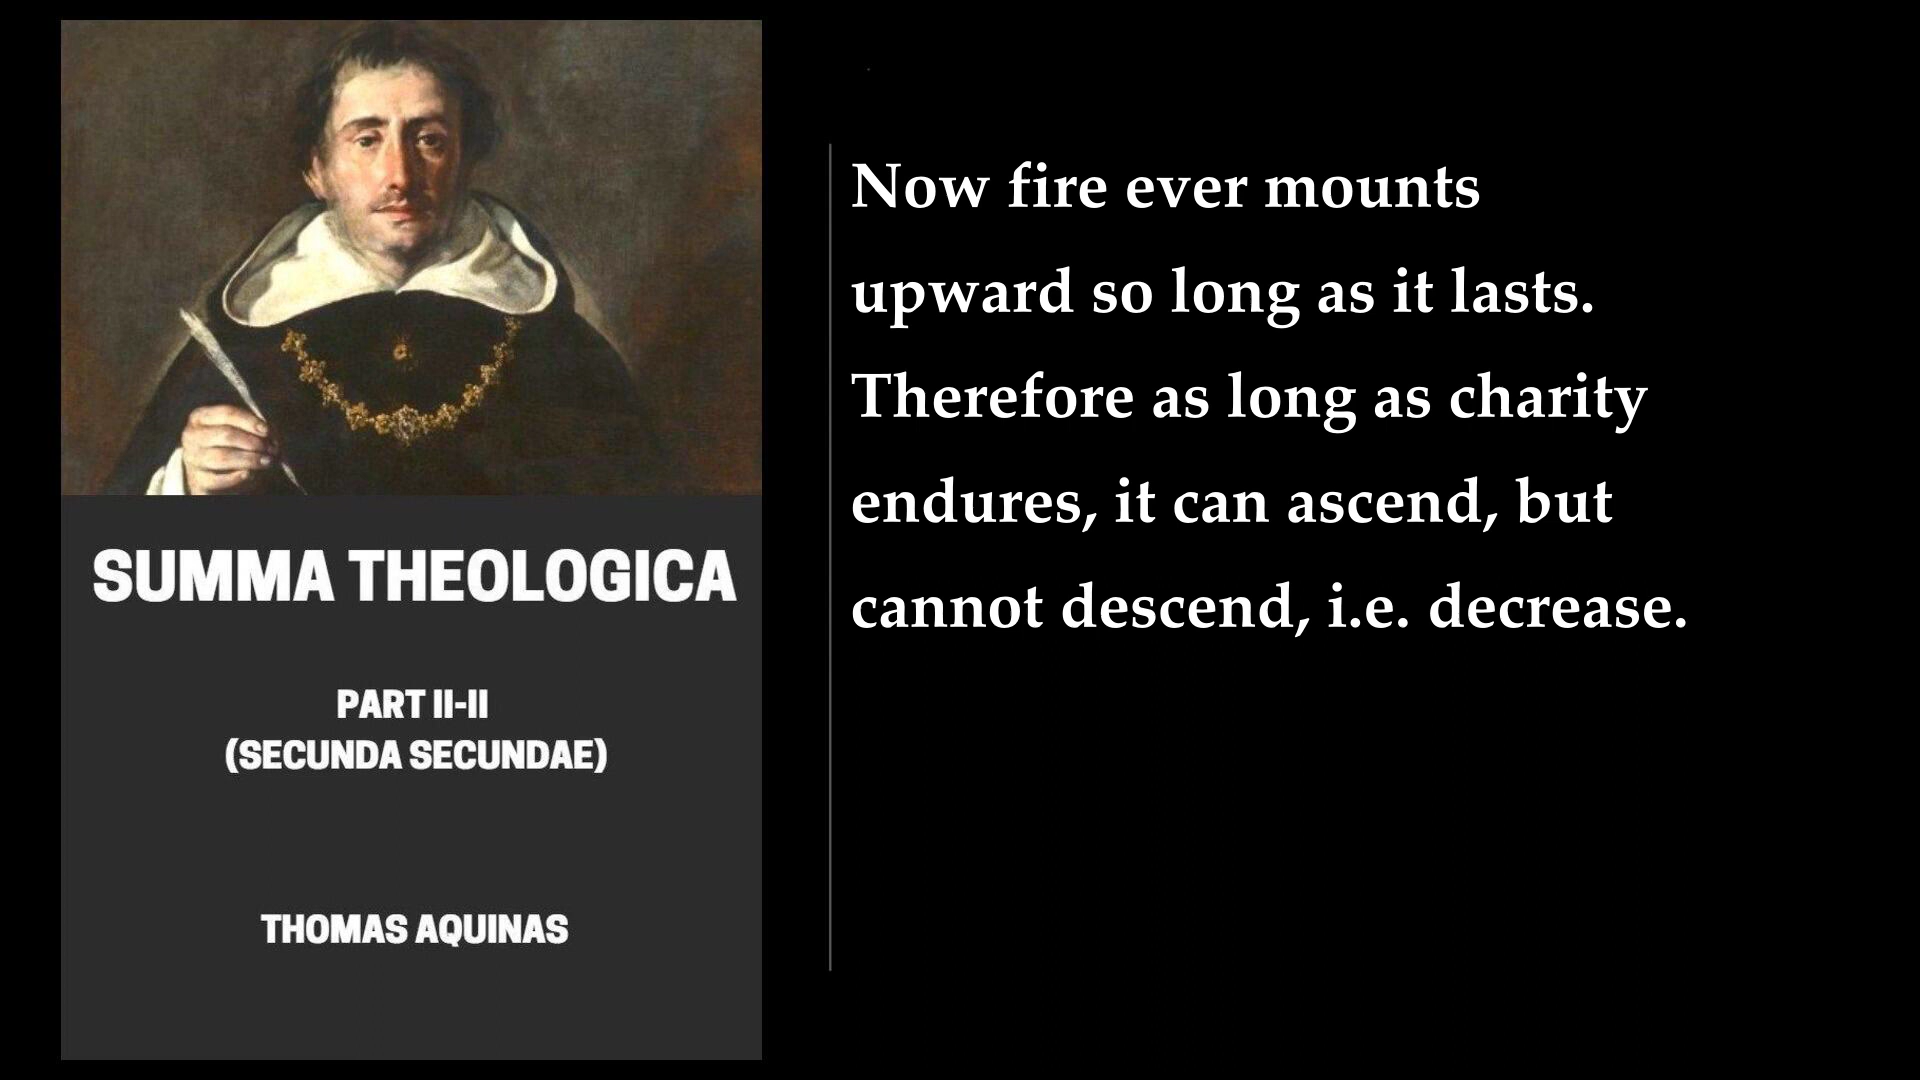 SUMMA THEOLOGICA
PART II-II
(SECUNDA SECUNDAE)
THOMAS AQUINAS
Now fire ever mounts
upward so long as it lasts.
Therefore as long as charity
endures, it can ascend, but
cannot descend, i.e. decrease.